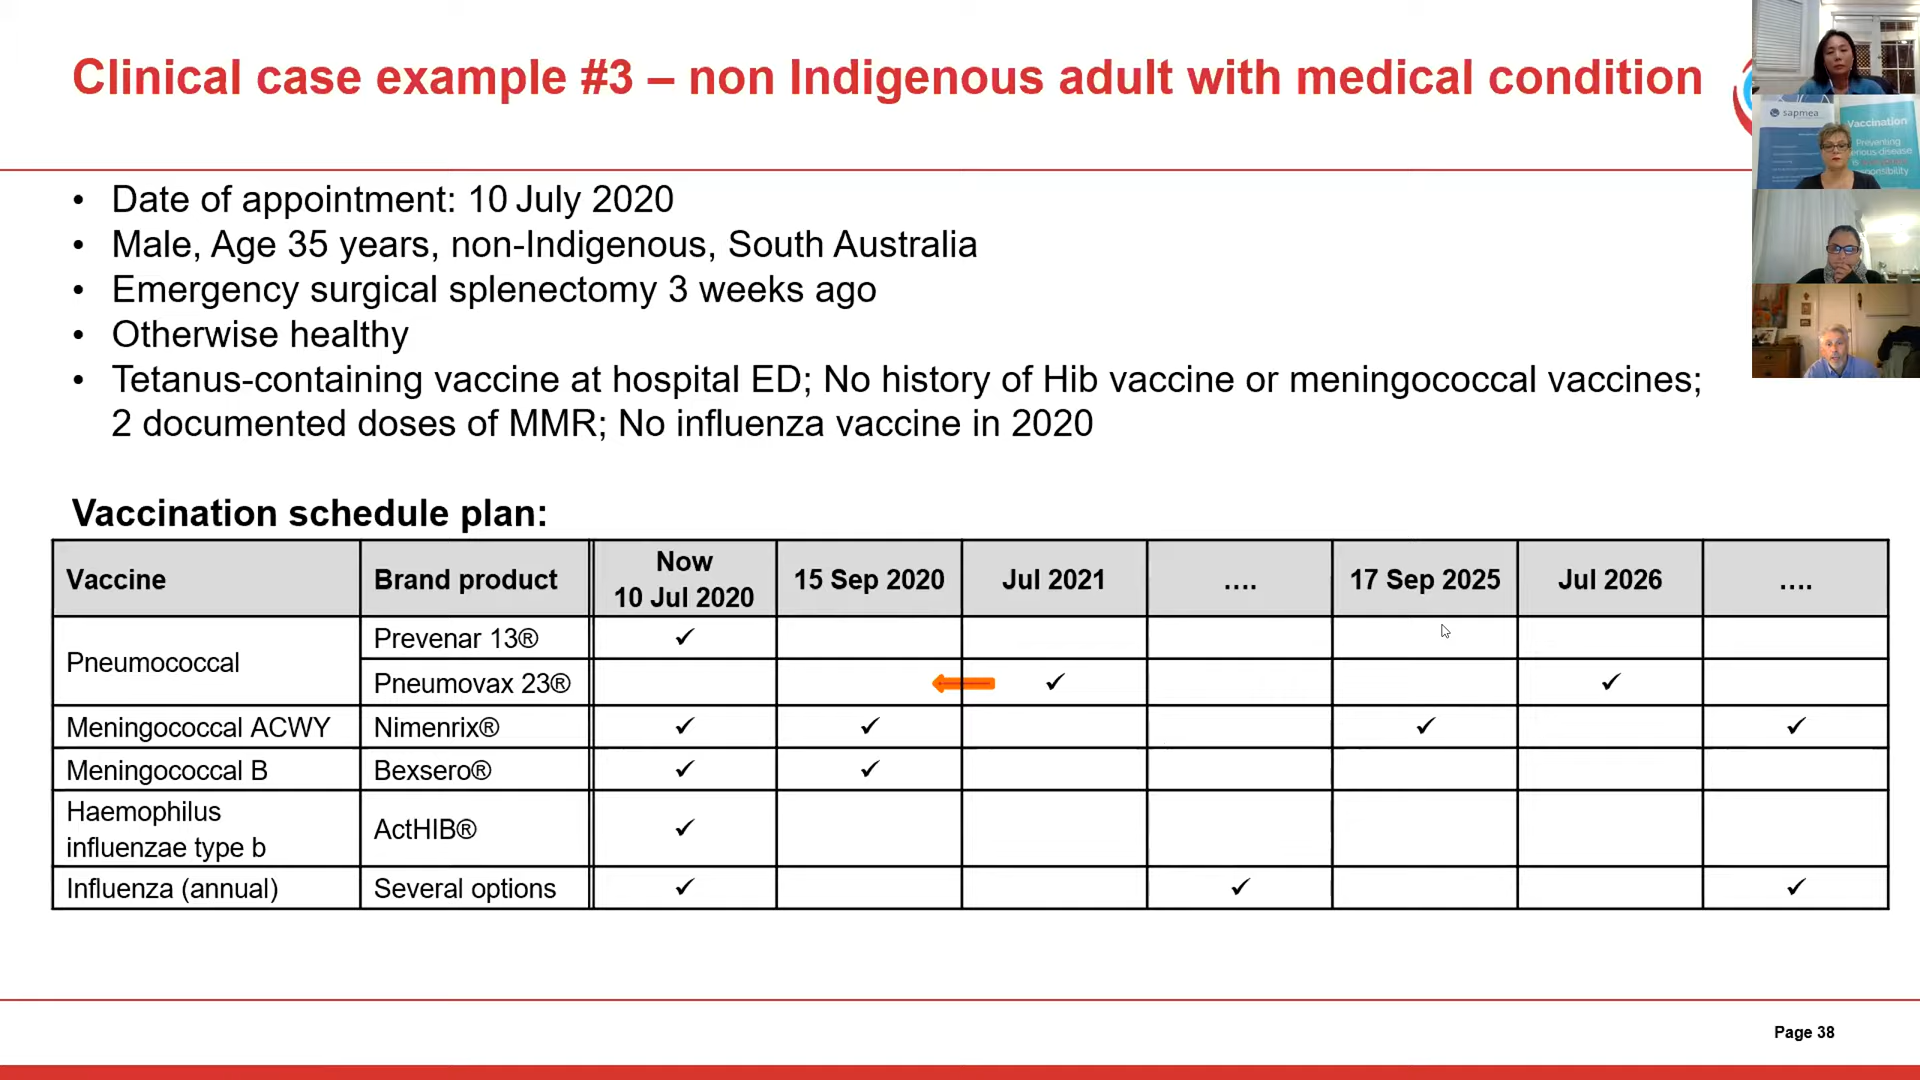 Clinical case example #3 – non Indigenous adult with medical condition
• Date of appointment: 10 July 2020
• Male, Age 35 years, non-Indigenous, South Australia
• Emergency surgical splenectomy 3 weeks ago
• Otherwise healthy
• Tetanus-containing vaccine at hospital ED; No history of Hib vaccine or meningococcal vaccines;
2 documented doses of MMR; No influenza vaccine in 2020
Vaccination schedule plan:
Vaccine Brand product Now 10 Jul 2020 15 Sep 2020 Jul 2021 .... 17 Sep 2025 Jul 2026 ....
Pneumococcal Prevenar 13® ✓
Pneumovax 23® ✓ ✓
Meningococcal ACWY Nimenrix® ✓ ✓ ✓ ✓
Meningococcal B Bexsero® ✓ ✓
Haemophilus
influenzae type b ActHIB® ✓
Influenza (annual) Several options ✓ ✓ ✓
Page 38
sapmea
Vaccination
Preventing
disease